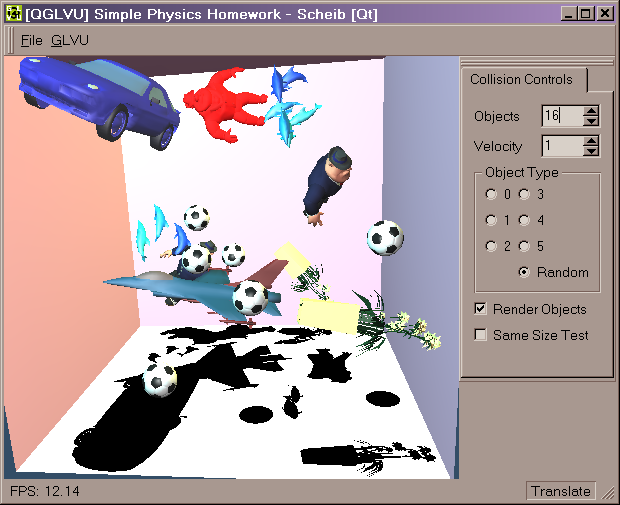 [QGLVU] Simple Physics Homework - Scheib [Qt]
File GLVU
Collision Controls
Objects 16
Velocity 1
Object Type
0 3
1 4
2 5
Random
Render Objects
Same Size Test
FPS: 12.14 Translate